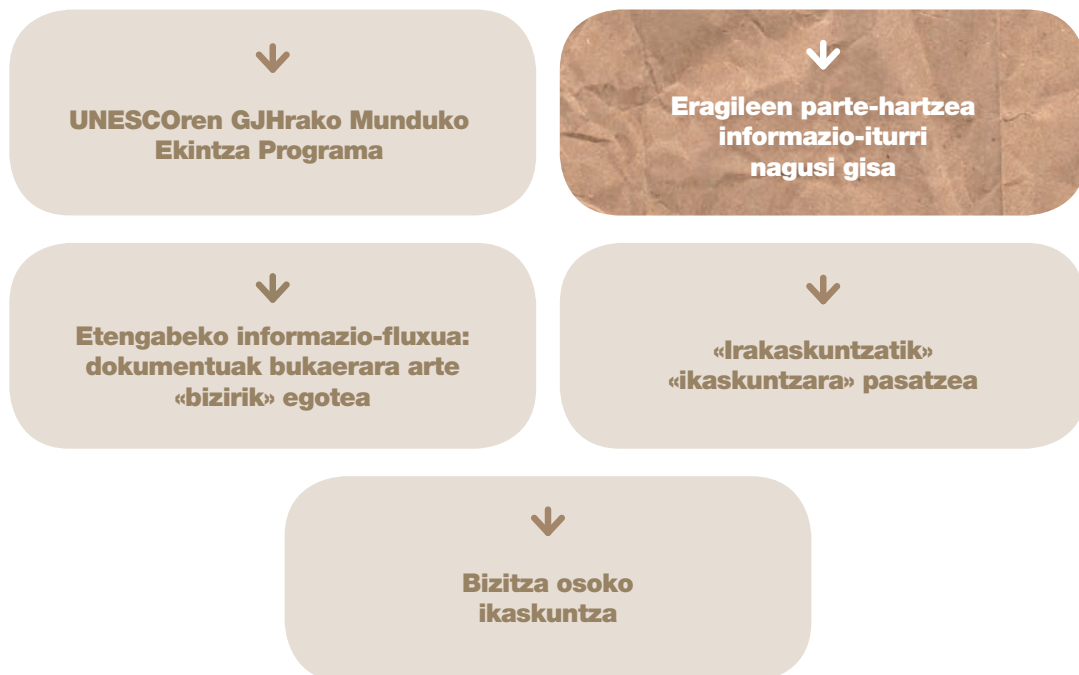 UNESCOren GJHrako Munduko
Ekintza Programa
Eragileen parte-hartzea
informazio-iturri
nagusi gisa
Etengabeko informazio-fluxua:
dokumentuak bukaerara arte
«bizirik» egotea
«Irakaskuntzatik»
«ikaskuntzara» pasatzea
Bizitza osoko
ikaskuntza